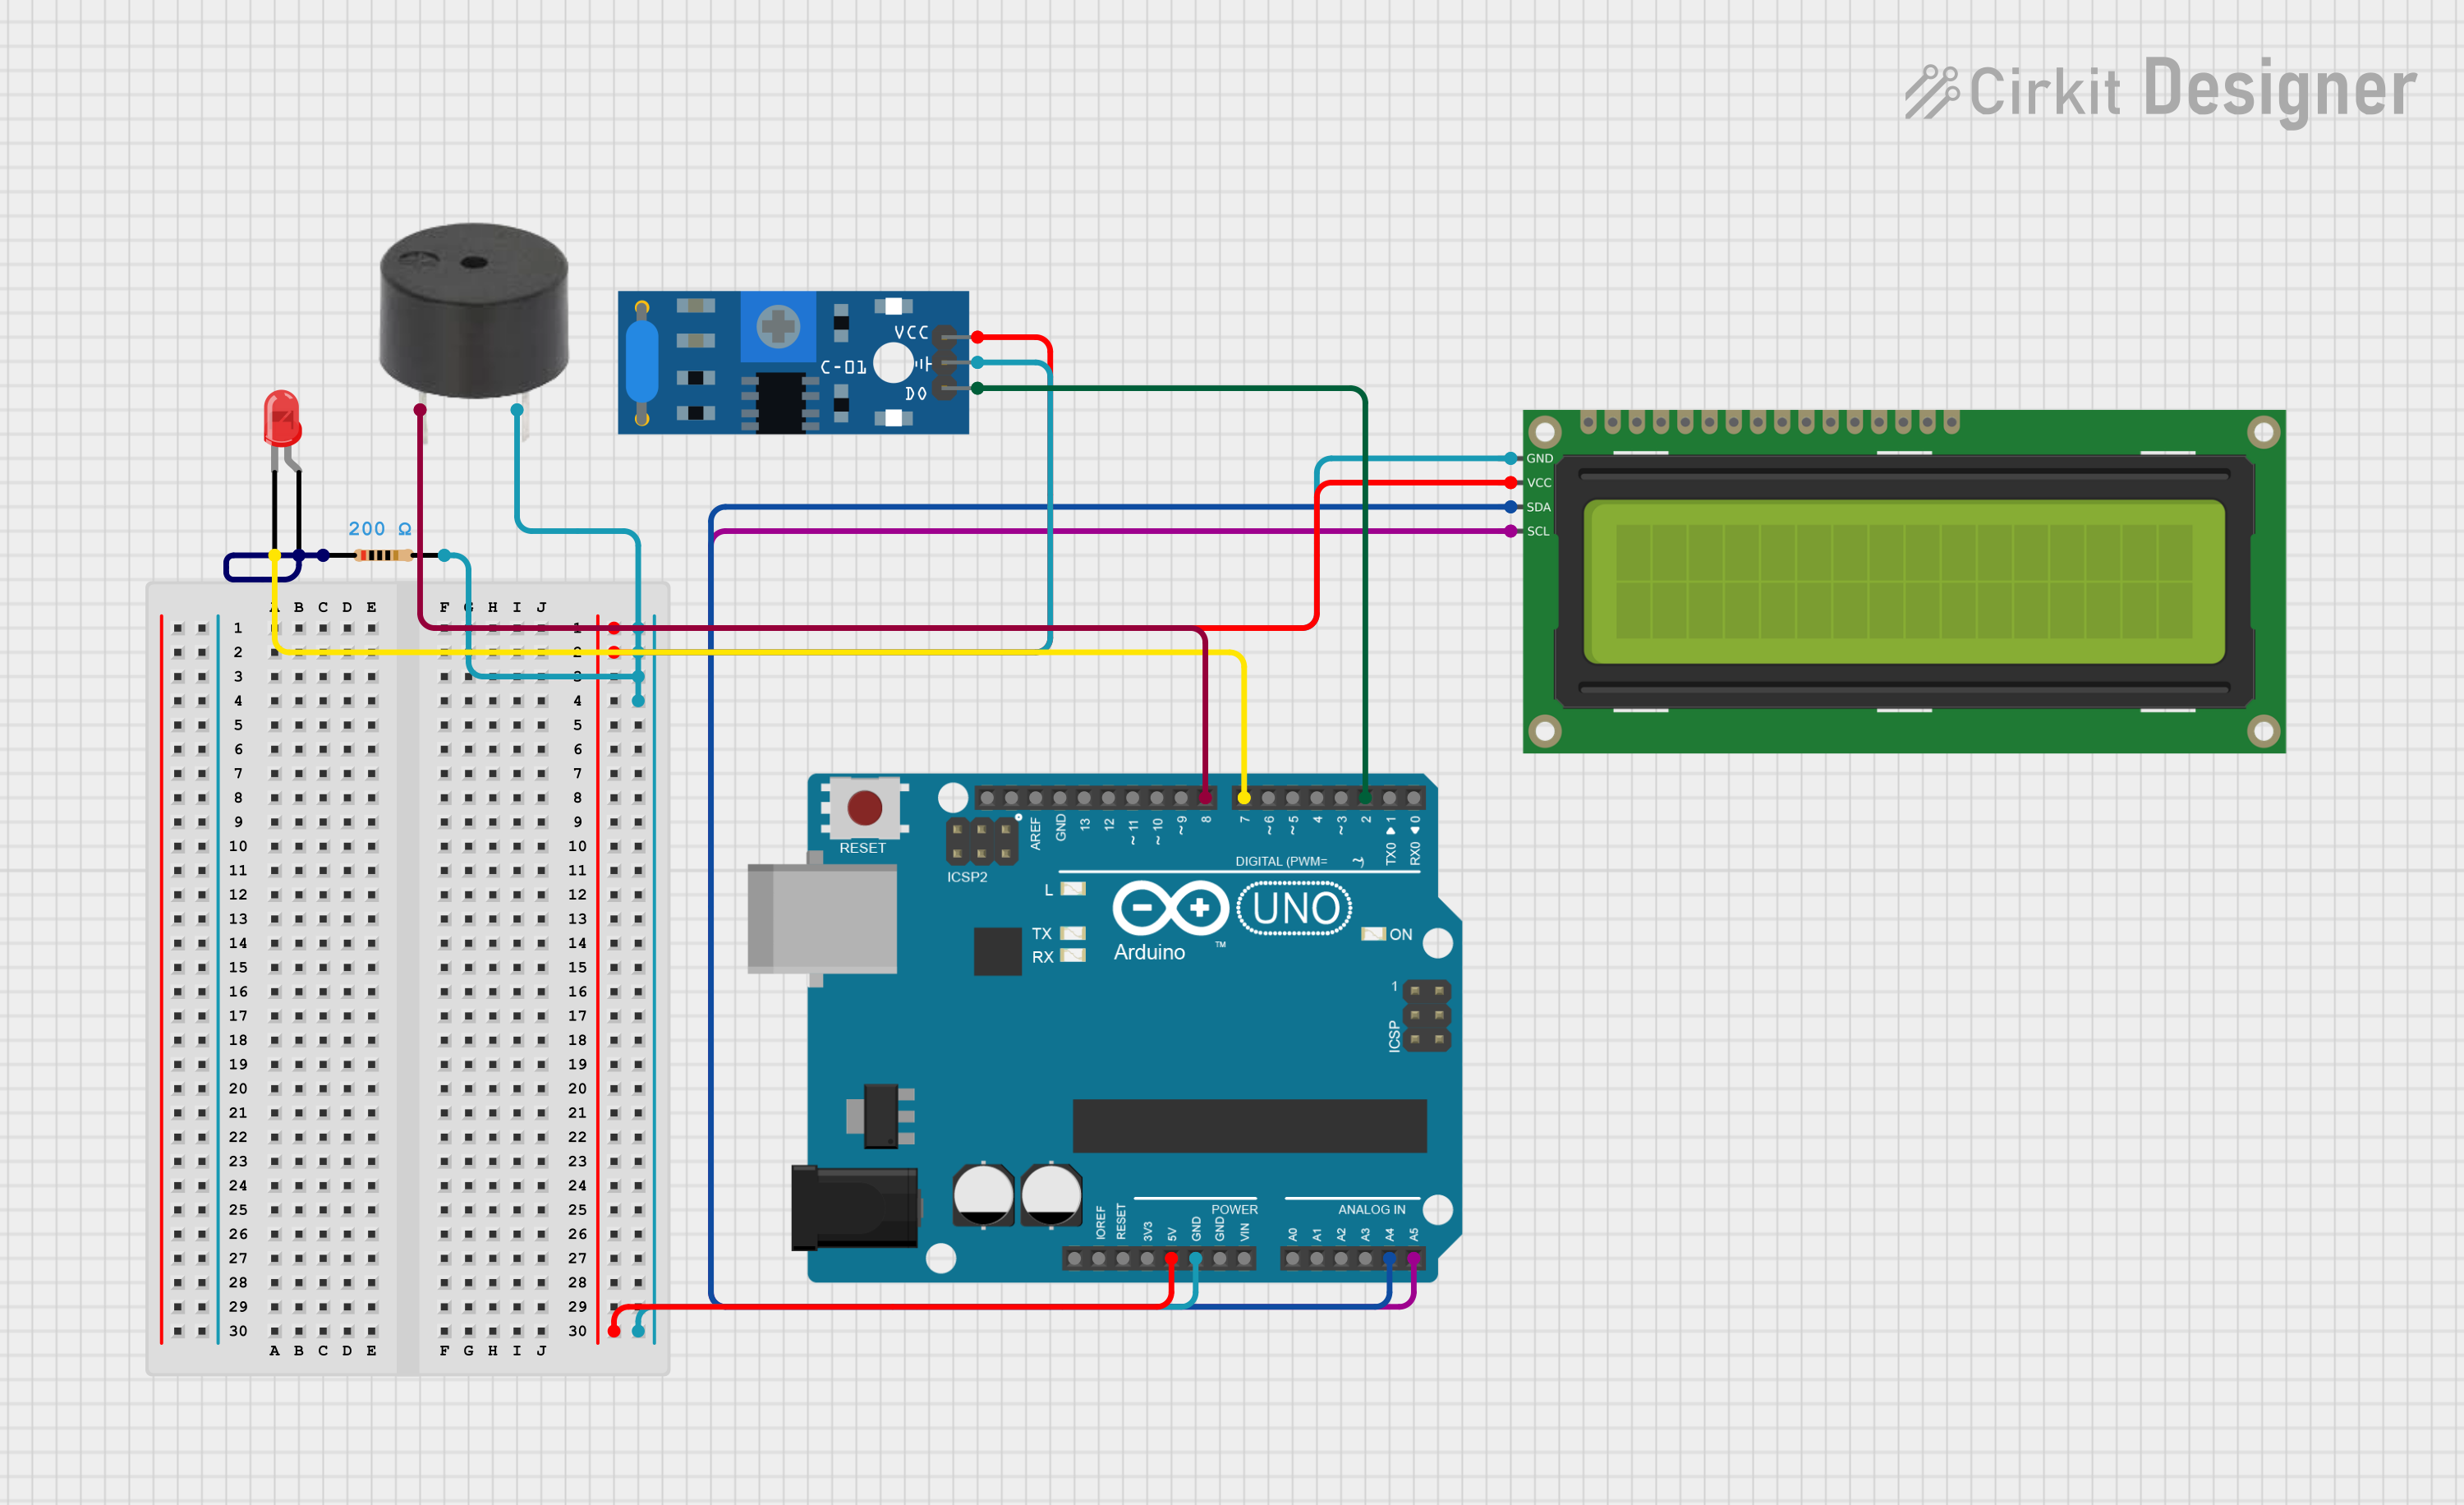 Cirkit Designer
VCC
C-01
DO
200 Ω
GND
VCC
SDA
SCL
A B C D E F G H I J
1 1
2 2
3 3
4 4
5 5
6 6
7 7
8 8
9 9
10 10
11 11
12 12
13 13
14 14
15 15
16 16
17 17
18 18
19 19
20 20
21 21
22 22
23 23
24 24
25 25
26 26
27 27
28 28
29 29
30 30
A B C D E F G H I J
RESET
ICSP2
AREF
GND
13
12
~11
~10
~9
8
7
~6
~5
4
~3
2
TX0 ▶ 1
RX0 ◀ 0
DIGITAL (PWM= ~)
L
TX
RX
UNO
Arduino ™
ON
1
ICSP
POWER
ANALOG IN
IOREF
RESET
3V3
5V
GND
GND
VIN
A0
A1
A2
A3
A4
A5